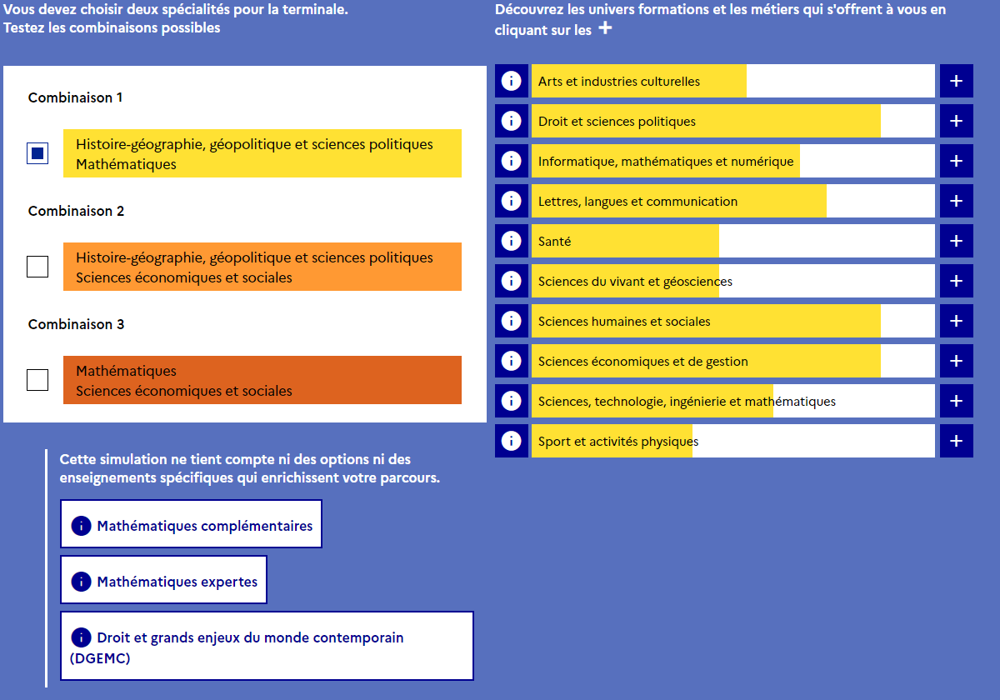 Vous devez choisir deux spécialités pour la terminale.
Testez les combinaisons possibles
Combinaison 1
Histoire-géographie, géopolitique et sciences politiques
Mathématiques
Combinaison 2
Histoire-géographie, géopolitique et sciences politiques
Sciences économiques et sociales
Combinaison 3
Mathématiques
Sciences économiques et sociales
Cette simulation ne tient compte ni des options ni des
enseignements spécifiques qui enrichissent votre parcours.
i Mathématiques complémentaires
i Mathématiques expertes
i Droit et grands enjeux du monde contemporain
(DGEMC)
Découvrez les univers formations et les métiers qui s'offrent à vous en
cliquant sur les +
i Arts et industries culturelles +
i Droit et sciences politiques +
i Informatique, mathématiques et numérique +
i Lettres, langues et communication +
i Santé +
i Sciences du vivant et géosciences +
i Sciences humaines et sociales +
i Sciences économiques et de gestion +
i Sciences, technologie, ingénierie et mathématiques +
i Sport et activités physiques +